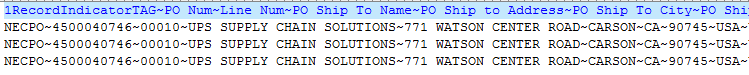 1RecordIndicatorTAG~PO Num~Line Num~PO Ship To Name~PO Ship to Address~PO Ship To City~PO Ship
NECPO~4500040746~00010~UPS SUPPLY CHAIN SOLUTIONS~771 WATSON CENTER ROAD~CARSON~CA~90745~USA~
NECPO~4500040746~00010~UPS SUPPLY CHAIN SOLUTIONS~771 WATSON CENTER ROAD~CARSON~CA~90745~USA~
NECPO~4500040746~00010~UPS SUPPLY CHAIN SOLUTIONS~771 WATSON CENTER ROAD~CARSON~CA~90745~USA~